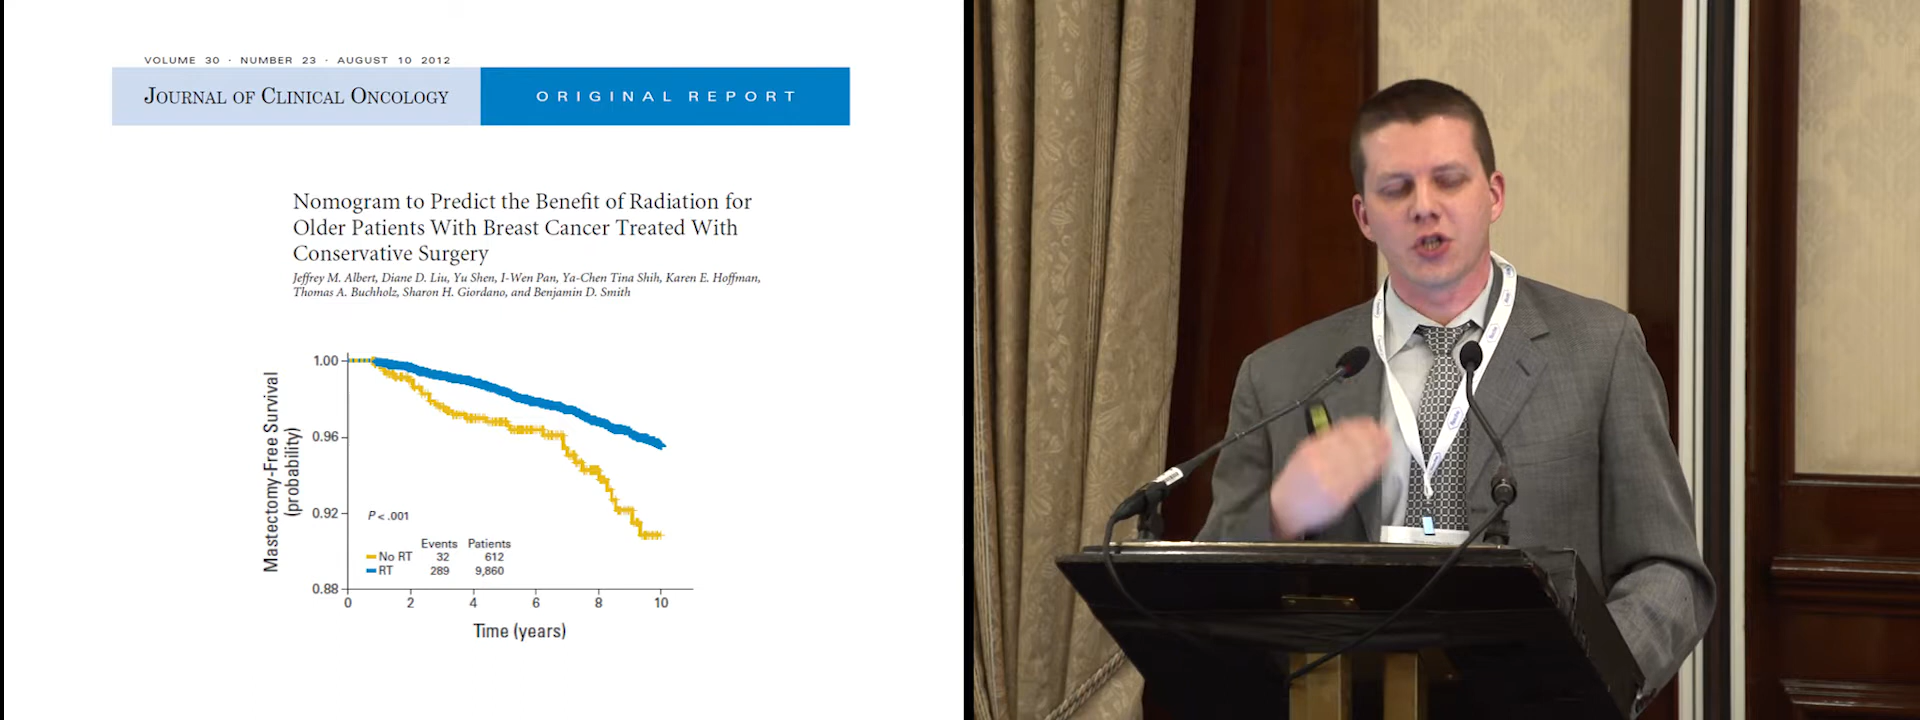 VOLUME 30 · NUMBER 23 · AUGUST 10 2012
JOURNAL OF CLINICAL ONCOLOGY
ORIGINAL REPORT
Nomogram to Predict the Benefit of Radiation for
Older Patients With Breast Cancer Treated With
Conservative Surgery
Jeffrey M. Albert, Diane D. Liu, Yu Shen, I-Wen Pan, Ya-Chen Tina Shih, Karen E. Hoffman,
Thomas A. Buchholz, Sharon H. Giordano, and Benjamin D. Smith
Mastectomy-Free Survival
(probability)
1.00
0.96
0.92
0.88
P < .001
Events Patients
No RT 32 612
RT 289 9,860
0 2 4 6 8 10
Time (years)